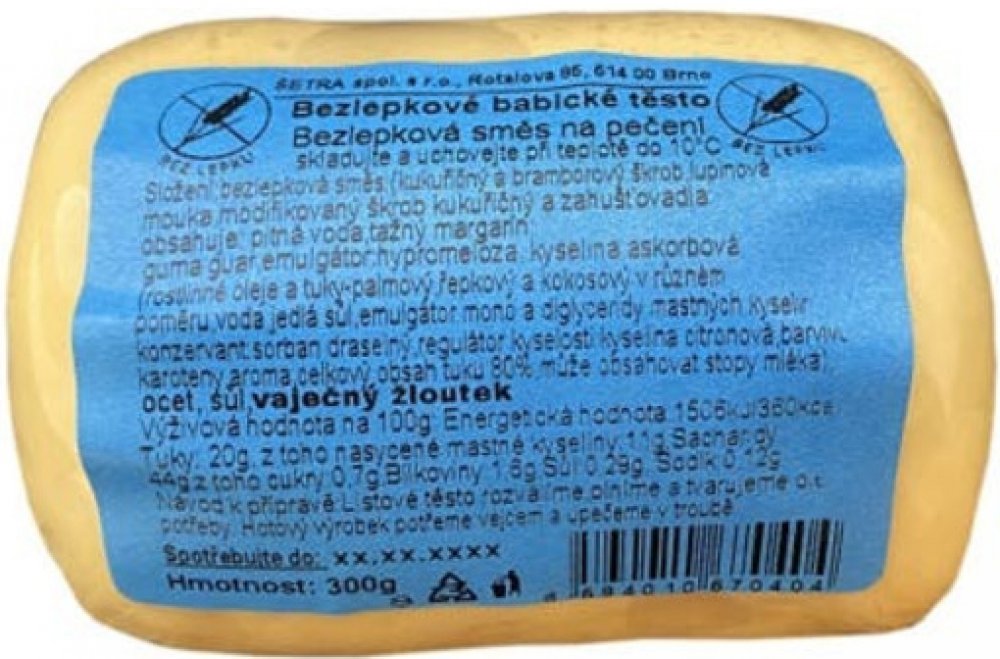 ŠETRA spol. s r.o., Rotalova 85, 614 00 Brno
Bezlepkové babické těsto
Bezlepková směs na pečení
skladujte a uchovejte při teplotě do 10°C
BEZ LEPKU
BEZ LEPKU
Složení:bezlepková směs (kukuřičný a bramborový škrob,lupinová
mouka,modifikovaný škrob kukuřičný a zahušťovadla
obsahuje: pitná voda,tažný margarín
guma guar,emulgátor:hypromelóza, kyselina askorbová
(rostlinné oleje a tuky-palmový,řepkový a kokosový v různém
poměru,voda jedlá sůl,emulgátor: mono a diglyceridy mastných kyselin
konzervant:sorban draselný,regulátor kyselosti:kyselina citronová,barvivo
karoteny,aroma,celkový obsah tuku 80%,může obsahovat stopy mléka),
ocet, sůl,vaječný žloutek
Výživová hodnota na 100g: Energetická hodnota:1506kJ/360kcal
Tuky: 20g, z toho nasycené mastné kyseliny:11g Sacharidy
44g,z toho cukry 0,7g Bílkoviny 1,6g Sůl 0,29g, Sodík 0,12g
Návod k přípravě:Listové těsto rozválíme,plníme a tvarujeme
potřeby. Hotový výrobek potřeme vejcem a upečeme v troubě
Spotřebujte do: xx.xx.xxxx
Hmotnost: 300g